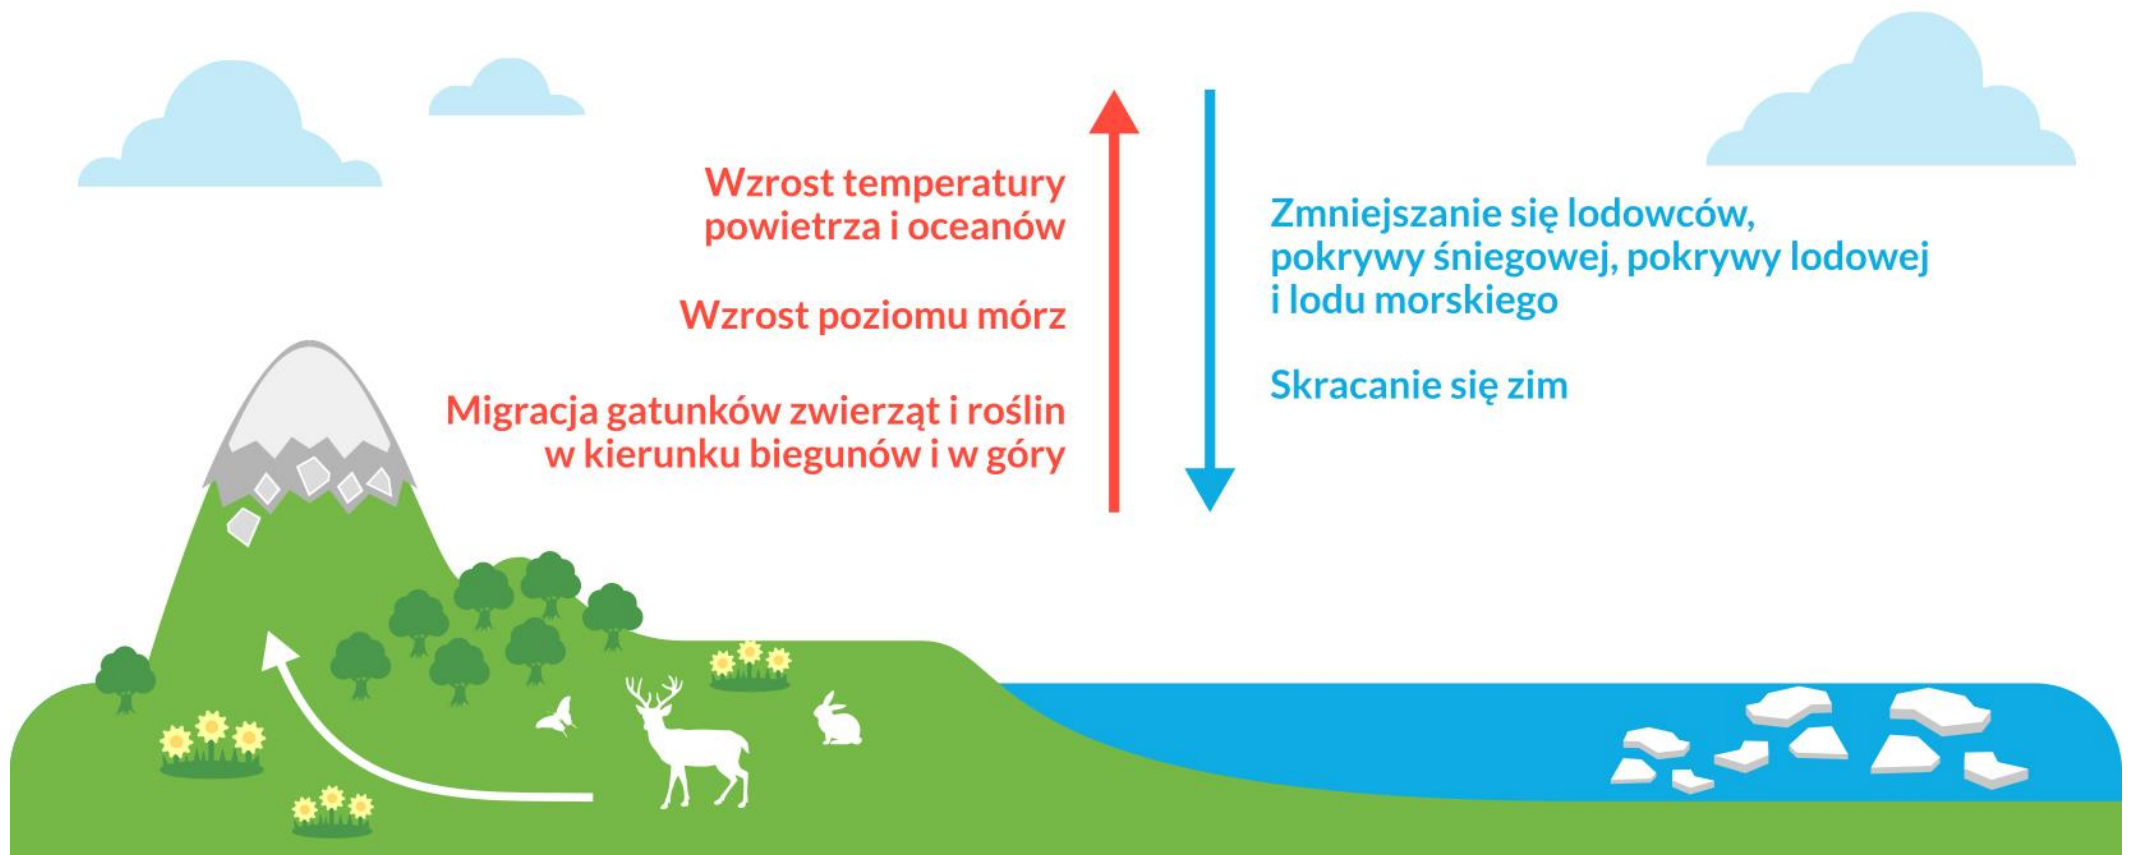 Wzrost temperatury
powietrza i oceanów
Wzrost poziomu mórz
Migracja gatunków zwierząt i roślin
w kierunku biegunów i w góry
Zmniejszanie się lodowców,
pokrywy śniegowej, pokrywy lodowej
i lodu morskiego
Skracanie się zim